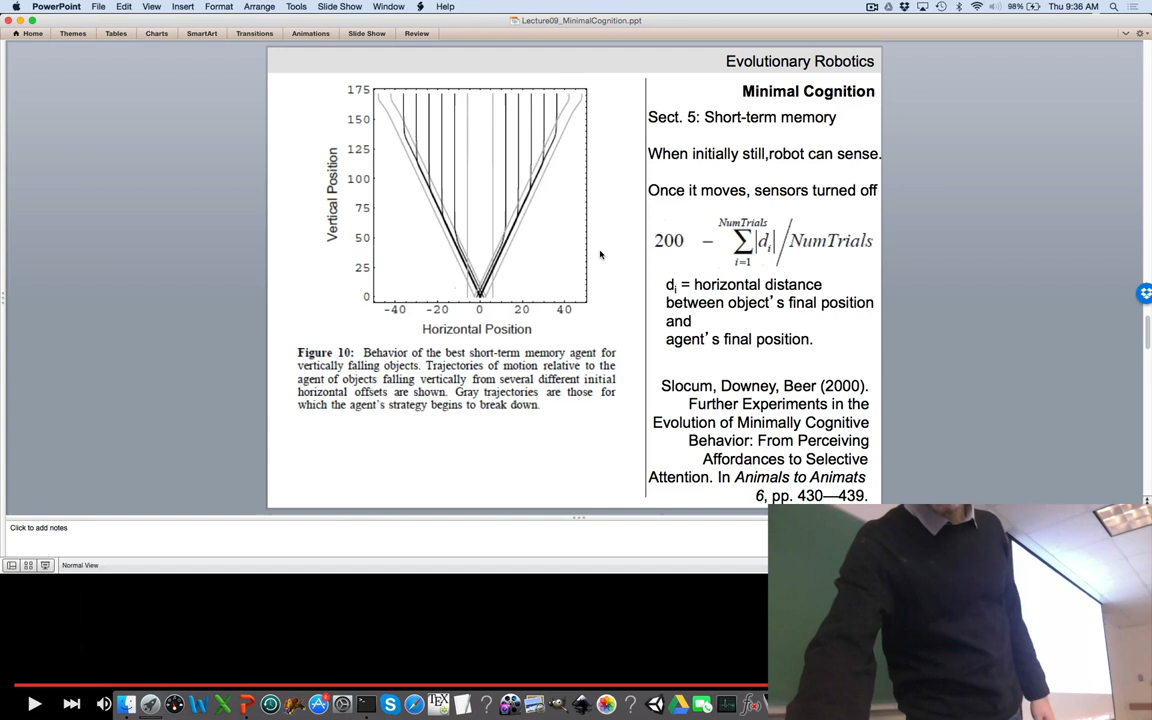 PowerPoint File Edit View Insert Format Arrange Tools Slide Show Window Help 98% Thu 9:36 AM
Lecture09_MinimalCognition.ppt
Home Themes Tables Charts SmartArt Transitions Animations Slide Show Review
Evolutionary Robotics
Minimal Cognition
Sect. 5: Short-term memory
When initially still,robot can sense.
Once it moves, sensors turned off
NumTrials
200 − ∑|di| / NumTrials
i=1
di = horizontal distance
between object's final position
and
agent's final position.
Slocum, Downey, Beer (2000).
Further Experiments in the
Evolution of Minimally Cognitive
Behavior: From Perceiving
Affordances to Selective
Attention. In Animals to Animats
6, pp. 430—439.
175
150
125
100
75
50
25
0
Vertical Position
-40 -20 0 20 40
Horizontal Position
Figure 10: Behavior of the best short-term memory agent for
vertically falling objects. Trajectories of motion relative to the
agent of objects falling vertically from several different initial
horizontal offsets are shown. Gray trajectories are those for
which the agent's strategy begins to break down.
Click to add notes
Normal View